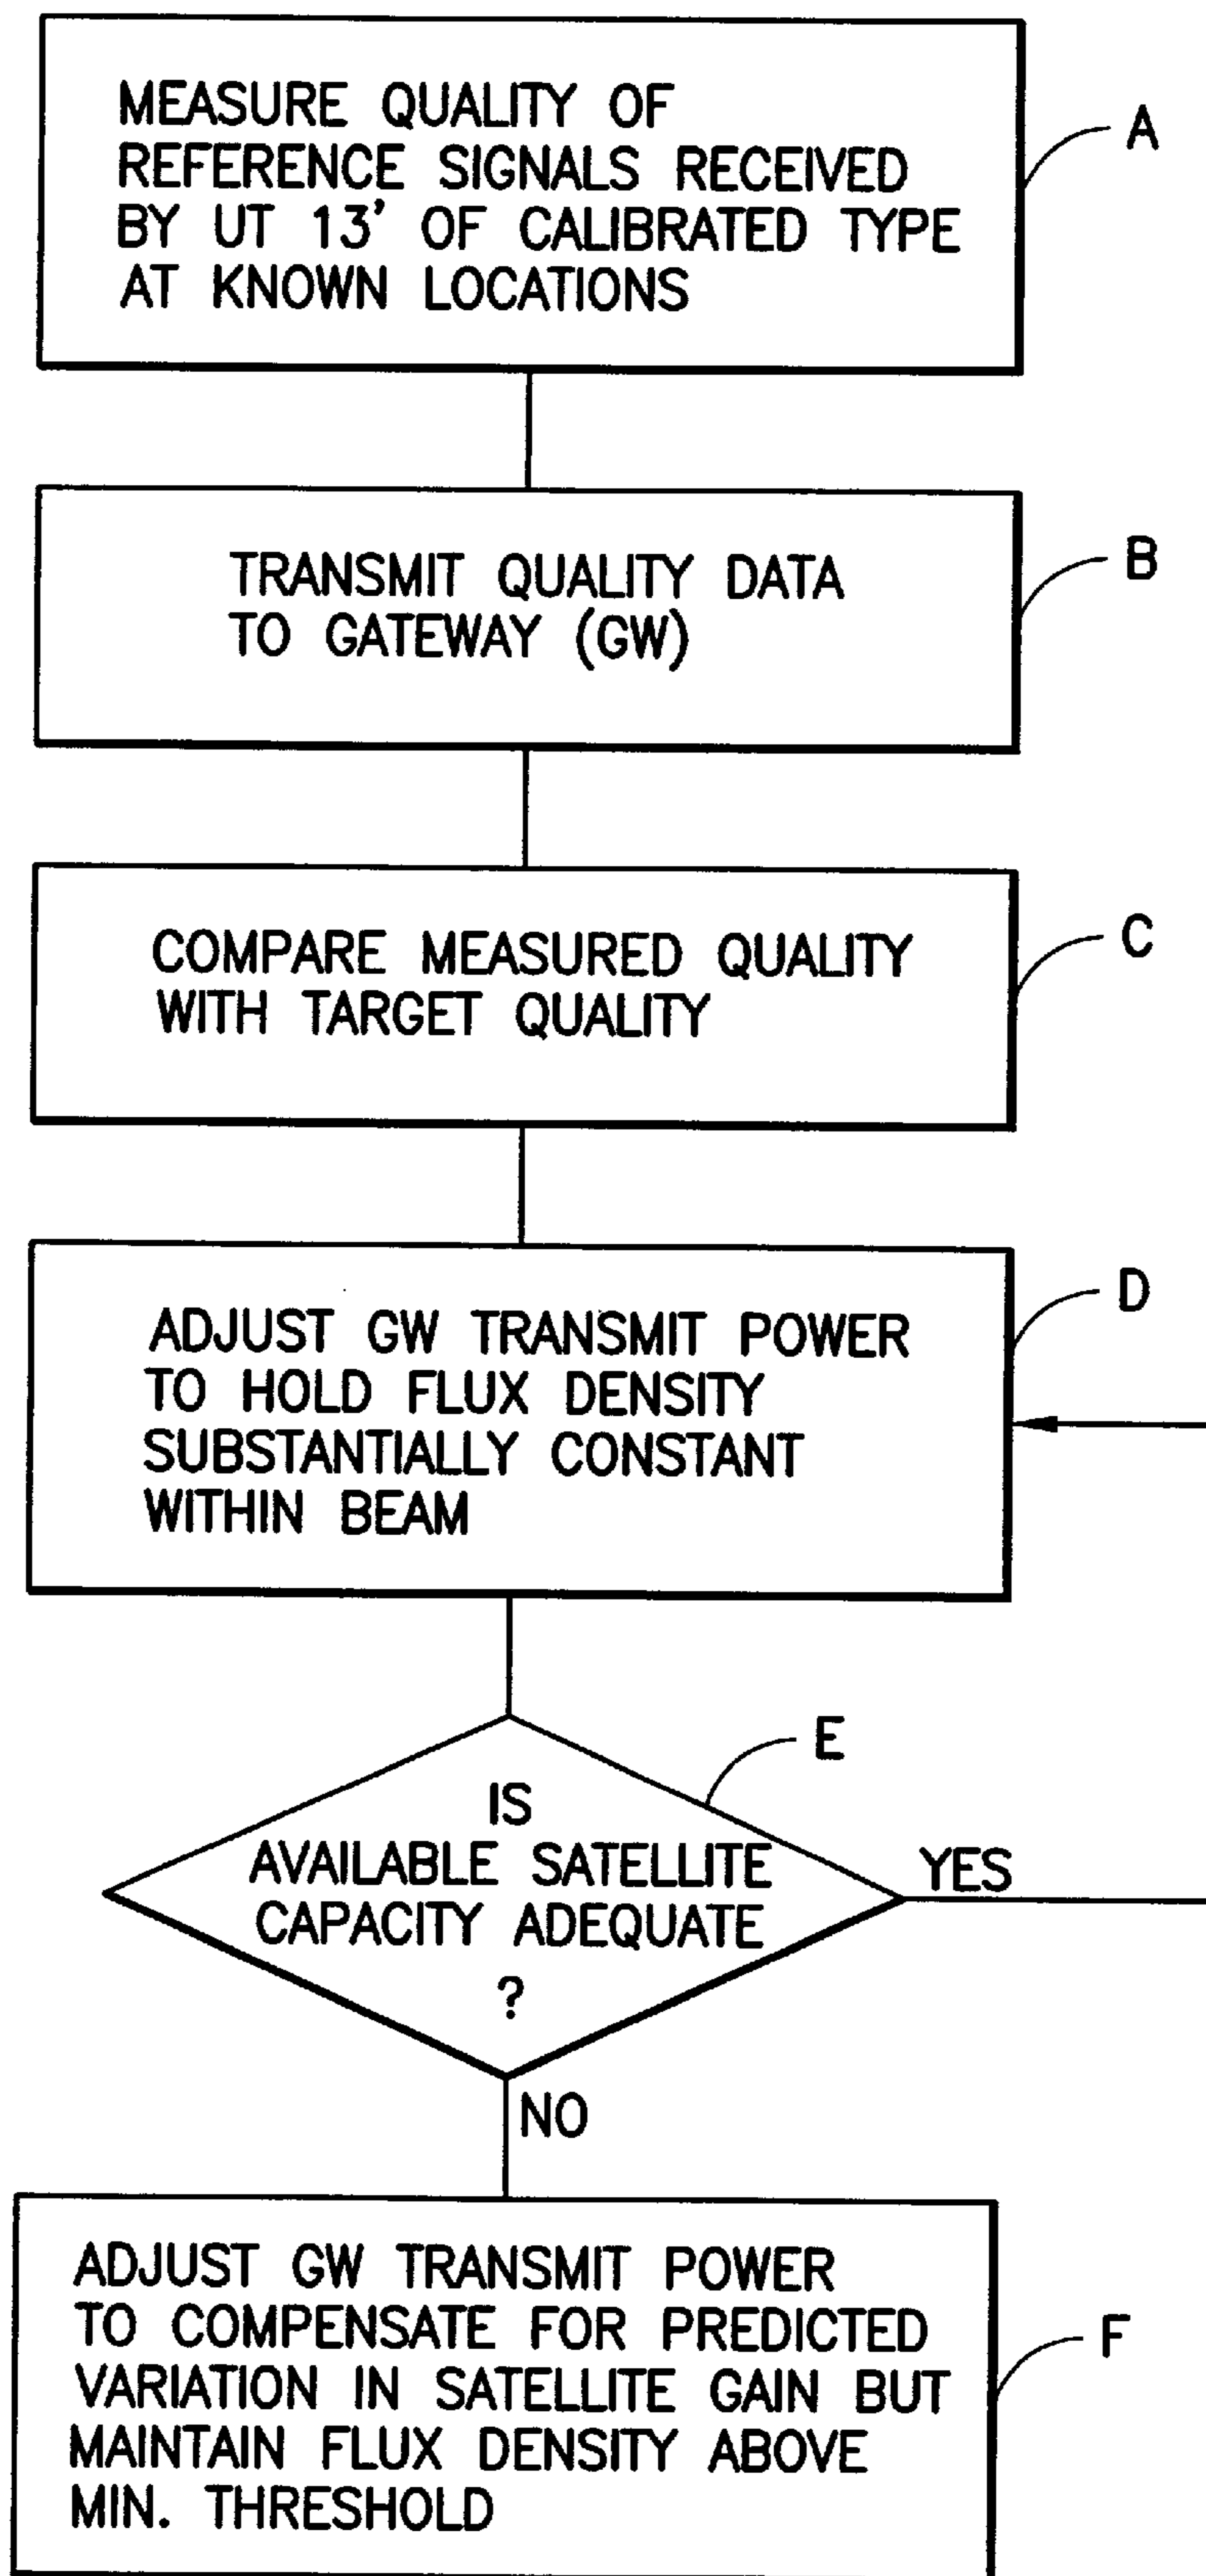 MEASURE QUALITY OF
REFERENCE SIGNALS RECEIVED
BY UT 13' OF CALIBRATED TYPE
AT KNOWN LOCATIONS
A
TRANSMIT QUALITY DATA
TO GATEWAY (GW)
B
COMPARE MEASURED QUALITY
WITH TARGET QUALITY
C
ADJUST GW TRANSMIT POWER
TO HOLD FLUX DENSITY
SUBSTANTIALLY CONSTANT
WITHIN BEAM
D
IS
AVAILABLE SATELLITE
CAPACITY ADEQUATE
?
E
YES
NO
ADJUST GW TRANSMIT POWER
TO COMPENSATE FOR PREDICTED
VARIATION IN SATELLITE GAIN BUT
MAINTAIN FLUX DENSITY ABOVE
MIN. THRESHOLD
F